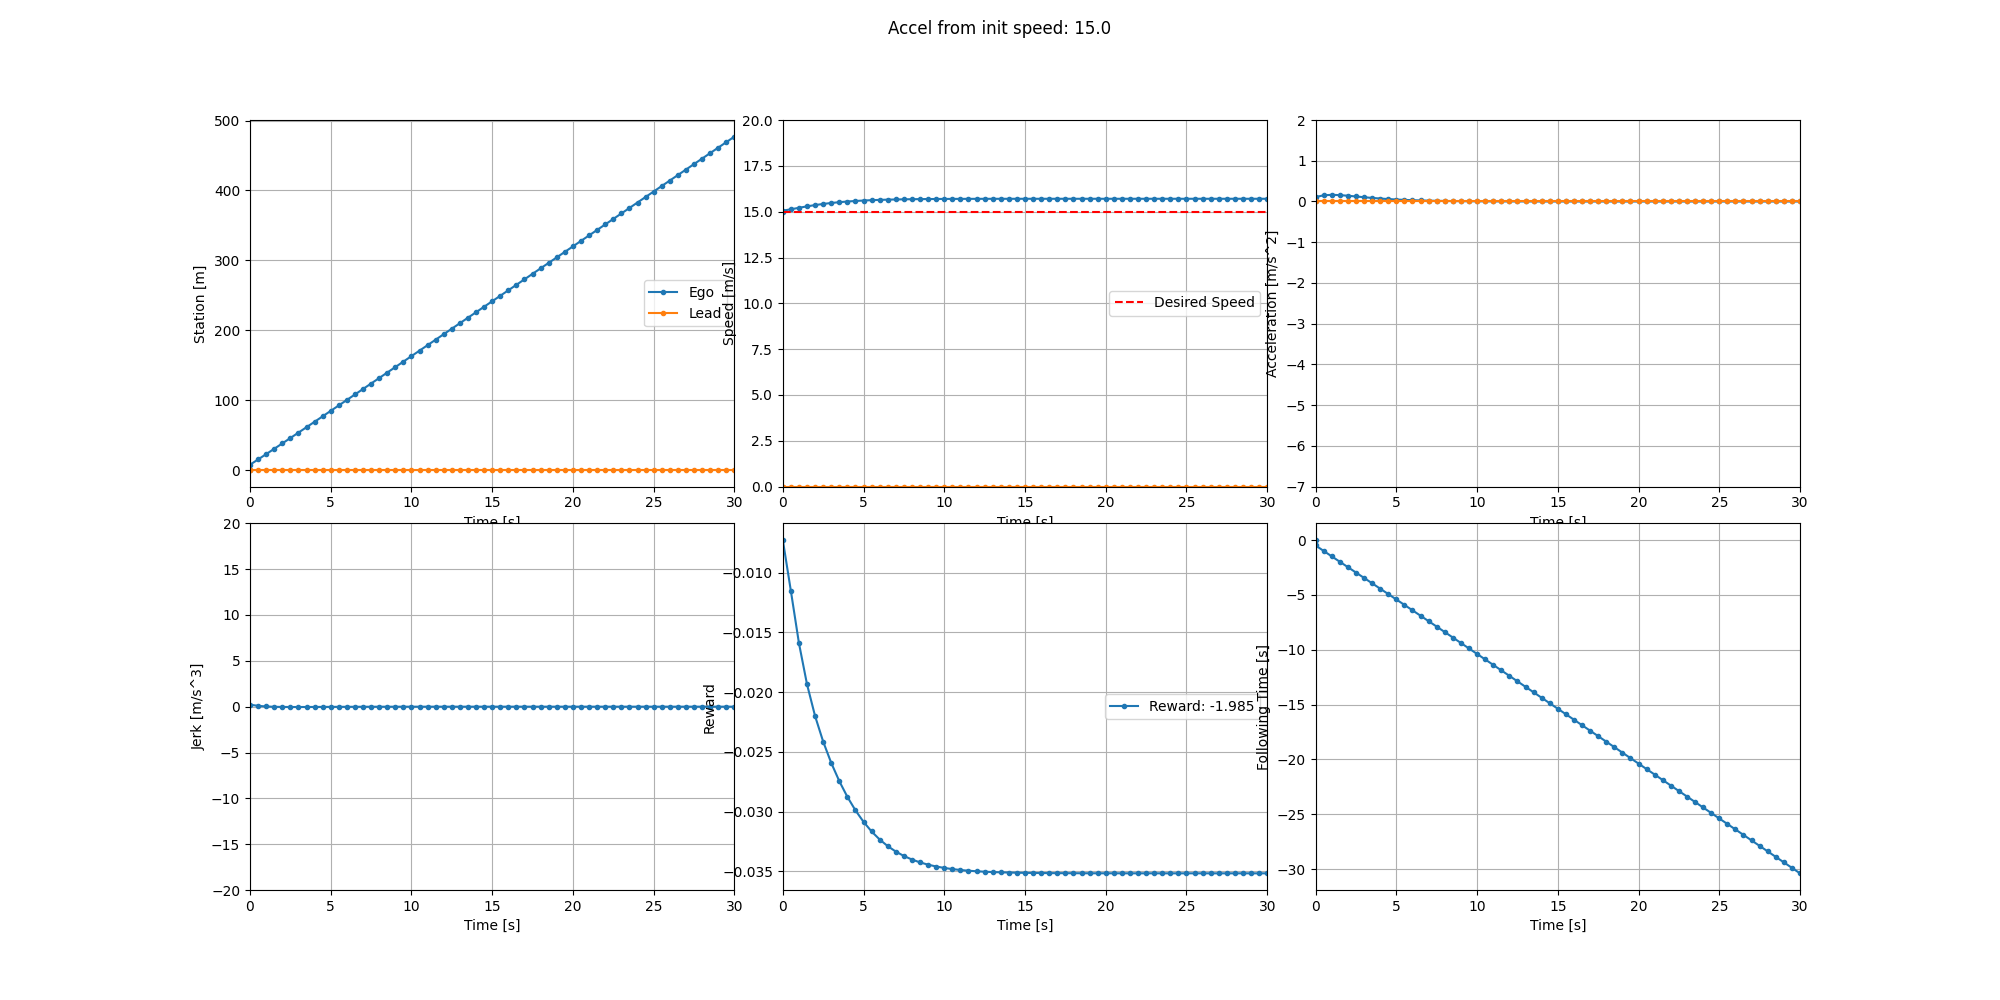 Accel from init speed: 15.0
500
400
300
200
100
0
Station [m]
Ego
Lead
0 5 10 15 20 25 30
Time [s]
20.0
17.5
15.0
12.5
10.0
7.5
5.0
2.5
0.0
Speed [m/s]
Desired Speed
0 5 10 15 20 25 30
Time [s]
2
1
0
−1
−2
−3
−4
−5
−6
−7
Acceleration [m/s^2]
0 5 10 15 20 25 30
Time [s]
20
15
10
5
0
−5
−10
−15
−20
Jerk [m/s^3]
0 5 10 15 20 25 30
Time [s]
−0.010
−0.015
−0.020
−0.025
−0.030
−0.035
Reward
Reward: -1.985
0 5 10 15 20 25 30
Time [s]
0
−5
−10
−15
−20
−25
−30
Following Time [s]
0 5 10 15 20 25 30
Time [s]